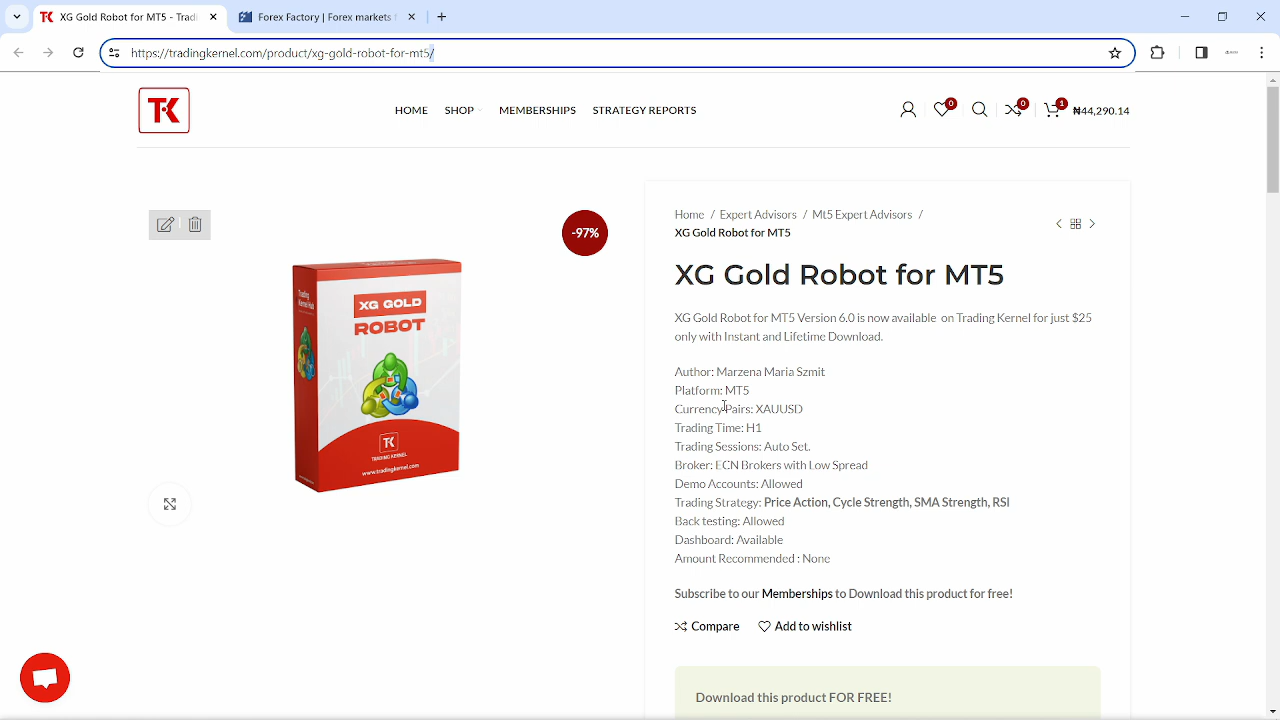 XG Gold Robot for MT5 - Tradi
Forex Factory | Forex markets f
https://tradingkernel.com/product/xg-gold-robot-for-mt5/
TK
HOME
SHOP
MEMBERSHIPS
STRATEGY REPORTS
0
0
1
₦44,290.14
-97%
XG GOLD
ROBOT
TK
TRADING KERNEL
www.tradingkernel.com
Home / Expert Advisors / Mt5 Expert Advisors /
XG Gold Robot for MT5
XG Gold Robot for MT5
XG Gold Robot for MT5 Version 6.0 is now available on Trading Kernel for just $25
only with Instant and Lifetime Download.
Author: Marzena Maria Szmit
Platform: MT5
Currency Pairs: XAUUSD
Trading Time: H1
Trading Sessions: Auto Set.
Broker: ECN Brokers with Low Spread
Demo Accounts: Allowed
Trading Strategy: Price Action, Cycle Strength, SMA Strength, RSI
Back testing: Allowed
Dashboard: Available
Amount Recommended : None
Subscribe to our Memberships to Download this product for free!
Compare
Add to wishlist
Download this product FOR FREE!